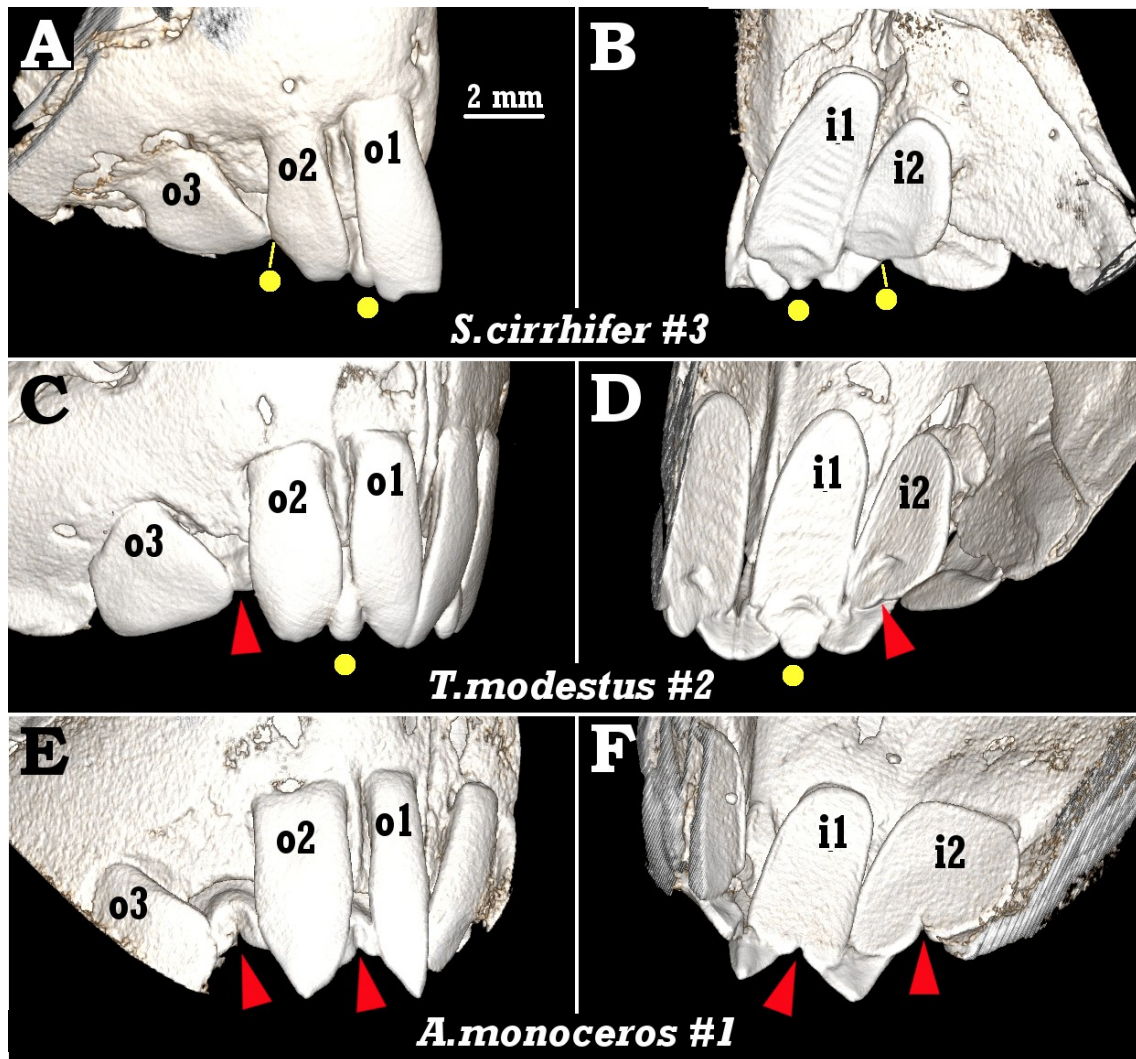 A
B
2 mm
o3
o2
o1
i1
i2
S.cirrhifer #3
C
D
o3
o2
o1
i1
i2
T.modestus #2
E
F
o3
o2
o1
i1
i2
A.monoceros #1